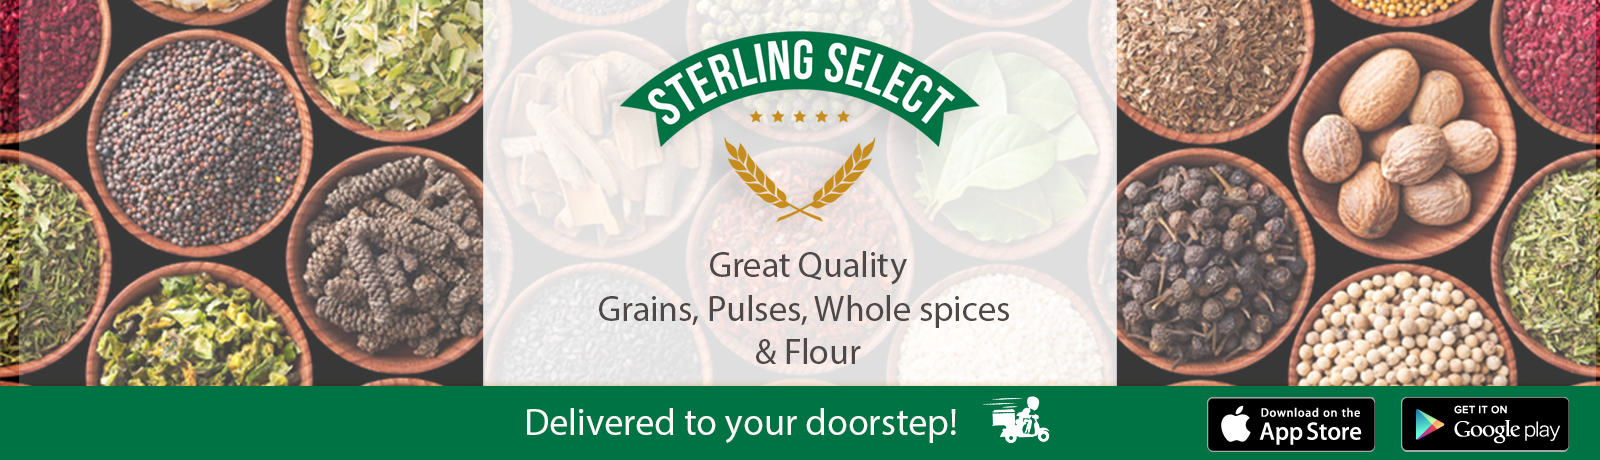 STERLING SELECT
Great Quality
Grains, Pulses, Whole spices
& Flour
Delivered to your doorstep!
Download on the
App Store
GET IT ON
Google play